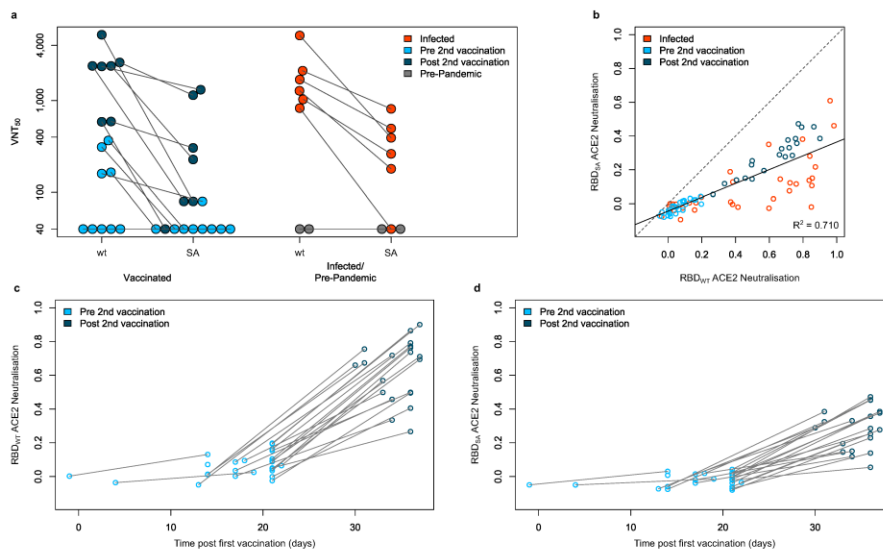 a
VNT50
4,000
1,000
400
100
40
Infected
Pre 2nd vaccination
Post 2nd vaccination
Pre-Pandemic
wt SA wt SA
Vaccinated Infected/
Pre-Pandemic
b
RBDSA ACE2 Neutralisation
1.0
0.8
0.6
0.4
0.2
0.0
Infected
Pre 2nd vaccination
Post 2nd vaccination
R2 = 0.710
0.0 0.2 0.4 0.6 0.8 1.0
RBDWT ACE2 Neutralisation
c
RBDWT ACE2 Neutralisation
1.0
0.8
0.6
0.4
0.2
0.0
Pre 2nd vaccination
Post 2nd vaccination
0 10 20 30
Time post first vaccination (days)
d
RBDSA ACE2 Neutralisation
1.0
0.8
0.6
0.4
0.2
0.0
Pre 2nd vaccination
Post 2nd vaccination
0 10 20 30
Time post first vaccination (days)